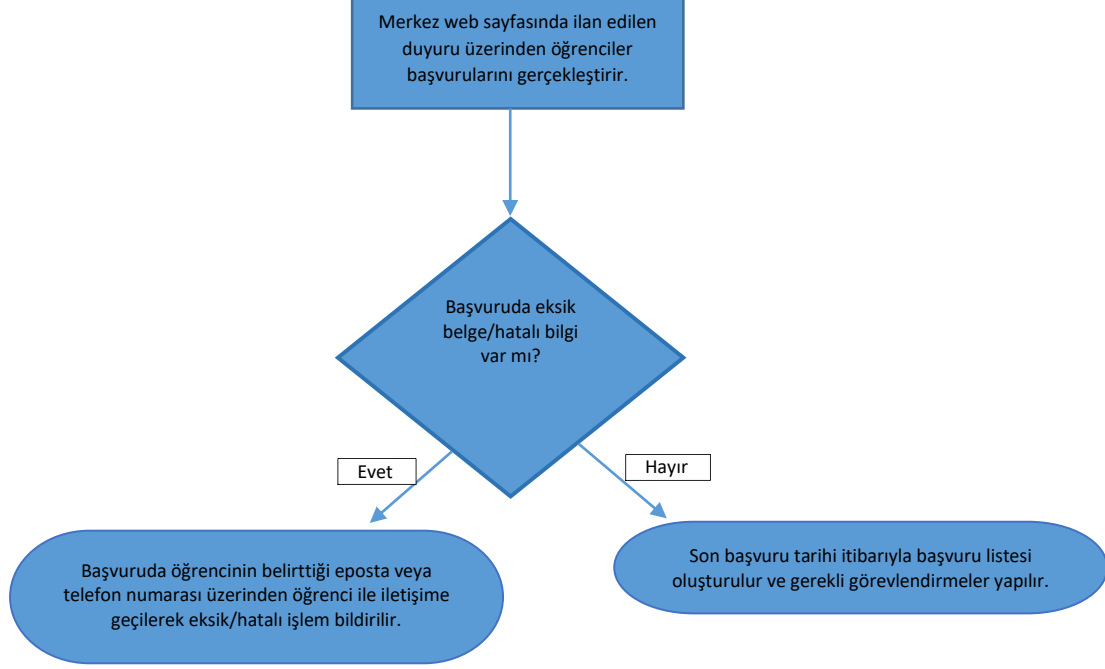 Merkez web sayfasında ilan edilen
duyuru üzerinden öğrenciler
başvurularını gerçekleştirir.
Başvuruda eksik
belge/hatalı bilgi
var mı?
Evet
Hayır
Başvuruda öğrencinin belirttiği eposta veya
telefon numarası üzerinden öğrenci ile iletişime
geçilerek eksik/hatalı işlem bildirilir.
Son başvuru tarihi itibarıyla başvuru listesi
oluşturulur ve gerekli görevlendirmeler yapılır.